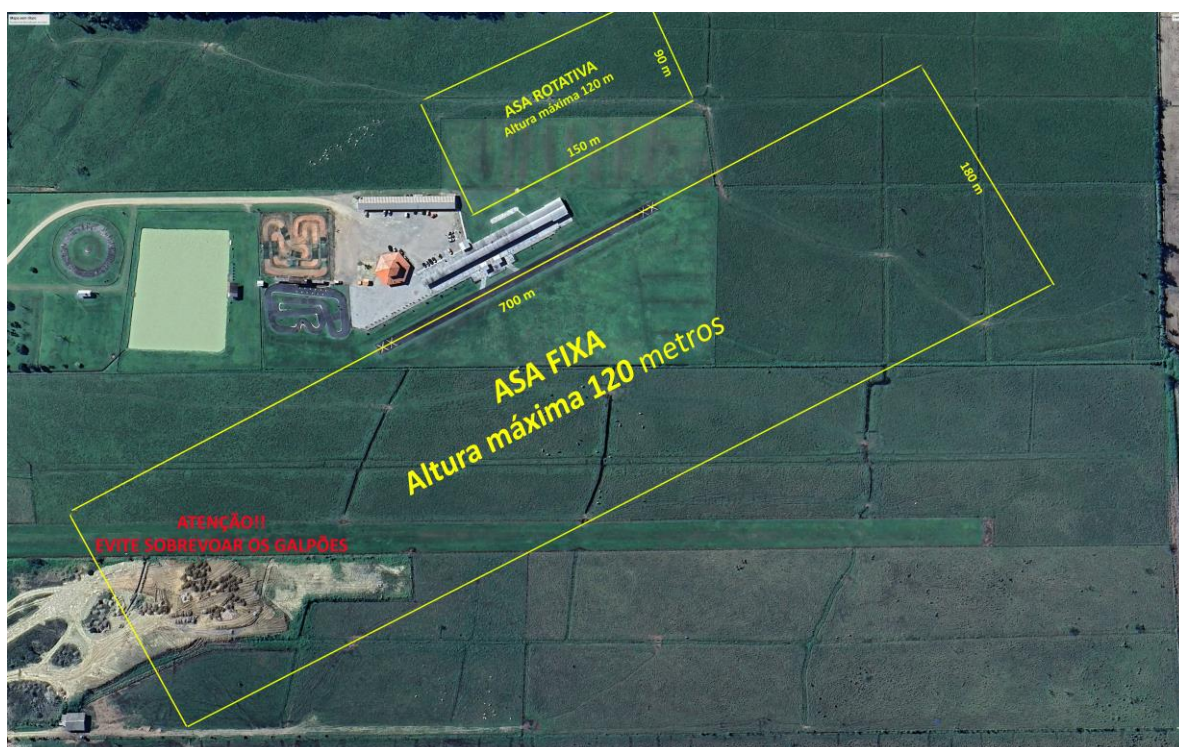 90 m
ASA ROTATIVA
Altura máxima 120 m
150 m
180 m
700 m
ASA FIXA
Altura máxima 120 metros
ATENÇÃO!!
EVITE SOBREVOAR OS GALPÕES